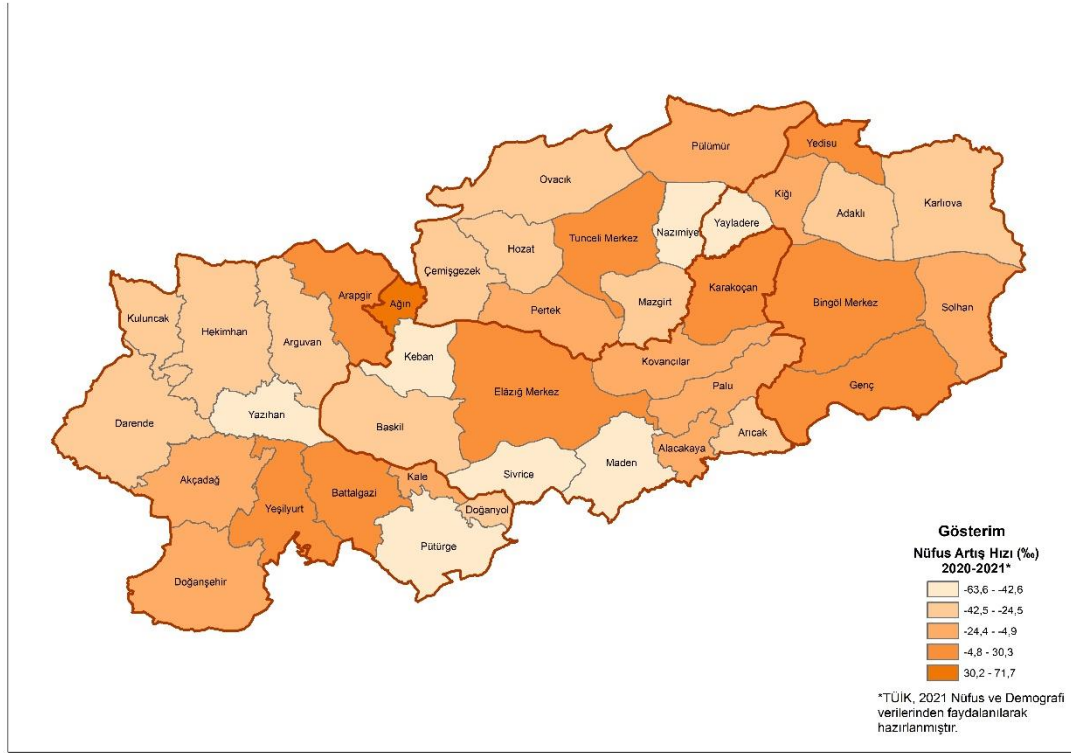 Pülümür
Yedisu
Ovacık
Kiğı
Adaklı
Karlıova
Nazımiye
Yayladere
Tunceli Merkez
Hozat
Çemişgezek
Mazgirt
Karakoçan
Bingöl Merkez
Solhan
Arapgir
Ağın
Pertek
Kuluncak
Hekimhan
Arguvan
Keban
Kovancılar
Elazığ Merkez
Palu
Genç
Darende
Yazıhan
Baskil
Arıcak
Alacakaya
Maden
Sivrice
Akçadağ
Kale
Battalgazi
Yeşilyurt
Doğanyol
Pütürge
Doğanşehir
Gösterim
Nüfus Artış Hızı (‰)
2020-2021*
-63,6 - -42,6
-42,5 - -24,5
-24,4 - -4,9
-4,8 - 30,3
30,2 - 71,7
*TÜİK, 2021 Nüfus ve Demografi
verilerinden faydalanılarak
hazırlanmıştır.